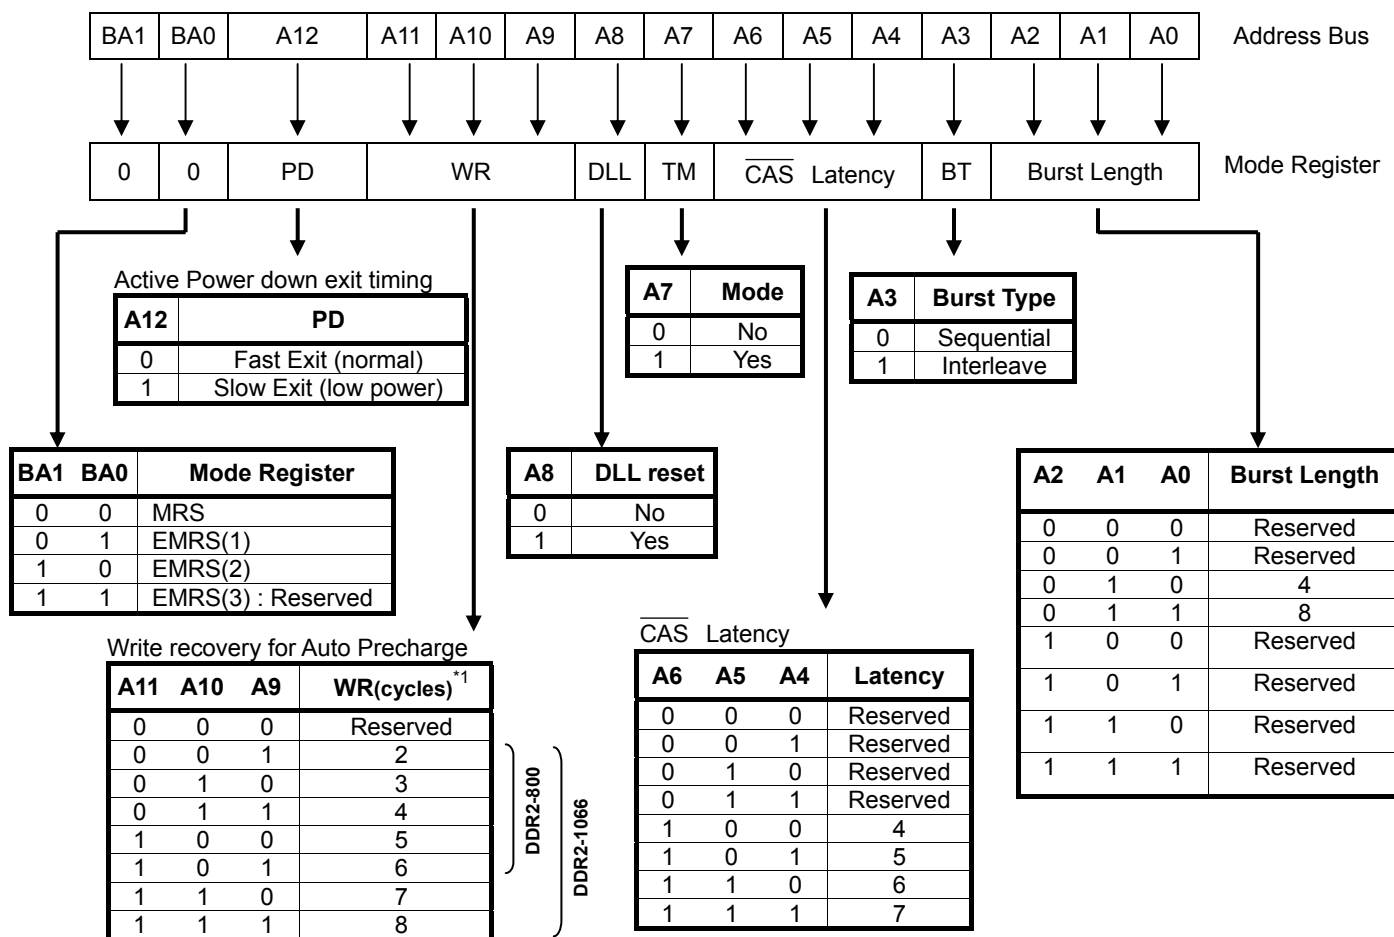 BA1 BA0 A12 A11 A10 A9 A8 A7 A6 A5 A4 A3 A2 A1 A0 Address Bus
0 0 PD WR DLL TM CAS Latency BT Burst Length Mode Register
Active Power down exit timing
A12 PD
0 Fast Exit (normal)
1 Slow Exit (low power)
A7 Mode
0 No
1 Yes
A3 Burst Type
0 Sequential
1 Interleave
BA1 BA0 Mode Register
0 0 MRS
0 1 EMRS(1)
1 0 EMRS(2)
1 1 EMRS(3) : Reserved
A8 DLL reset
0 No
1 Yes
A2 A1 A0 Burst Length
0 0 0 Reserved
0 0 1 Reserved
0 1 0 4
0 1 1 8
1 0 0 Reserved
1 0 1 Reserved
1 1 0 Reserved
1 1 1 Reserved
Write recovery for Auto Precharge
A11 A10 A9 WR(cycles)*1
0 0 0 Reserved
0 0 1 2
0 1 0 3
0 1 1 4
1 0 0 5
1 0 1 6
1 1 0 7
1 1 1 8
DDR2-800
DDR2-1066
CAS Latency
A6 A5 A4 Latency
0 0 0 Reserved
0 0 1 Reserved
0 1 0 Reserved
0 1 1 Reserved
1 0 0 4
1 0 1 5
1 1 0 6
1 1 1 7